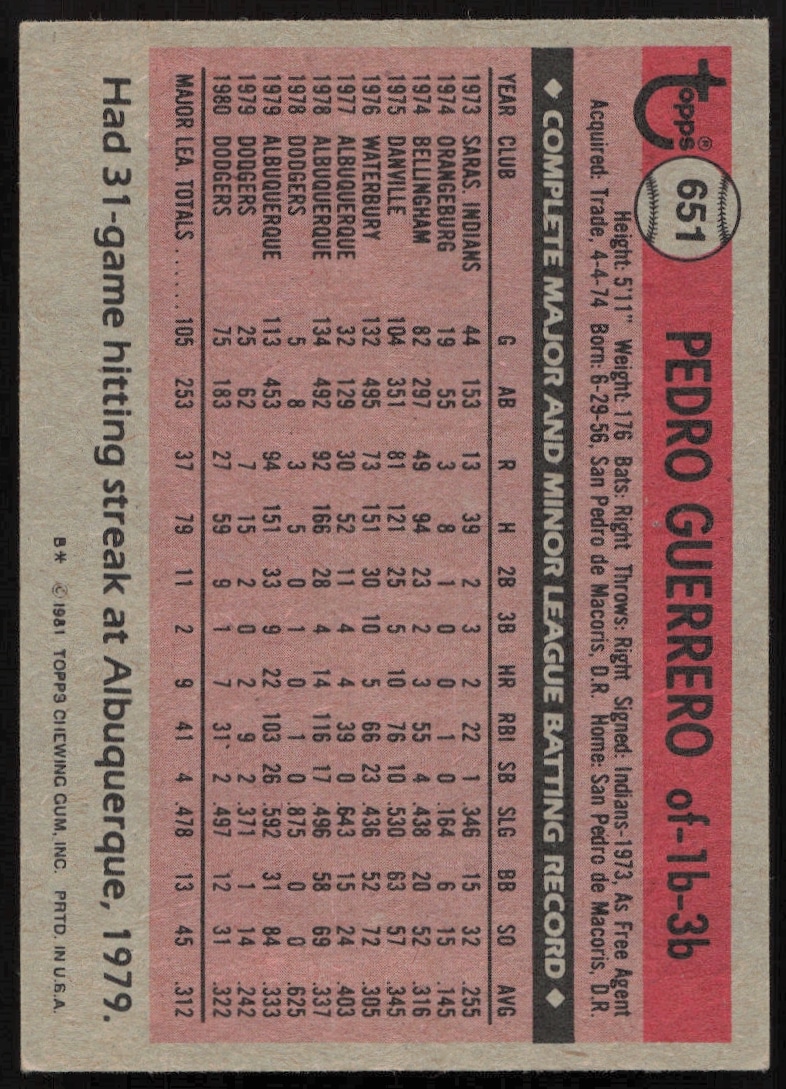 Topps® 651 PEDRO GUERRERO of-1b-3b
Height: 5'11" Weight: 176 Bats: Right Throws: Right Signed: Indians-1973, As Free Agent
Acquired: Trade, 4-4-74 Born: 6-29-56, San Pedro de Macoris, D.R. Home: San Pedro de Macoris, D.R.
◆ COMPLETE MAJOR AND MINOR LEAGUE BATTING RECORD ◆
YEAR CLUB G AB R H 2B 3B HR RBI SB SLG BB SO AVG
1973 SARAS. INDIANS 44 153 13 39 2 3 2 22 1 .346 15 32 .255
1974 ORANGEBURG 19 55 3 8 1 0 0 1 0 .164 6 15 .145
1974 BELLINGHAM 82 297 49 94 23 2 3 55 4 .438 20 52 .316
1975 DANVILLE 104 351 81 121 25 5 10 76 10 .530 63 57 .345
1976 WATERBURY 132 495 73 151 30 10 5 66 23 .436 52 72 .305
1977 ALBUQUERQUE 32 129 30 52 11 4 4 39 0 .643 15 24 .403
1978 ALBUQUERQUE 134 492 92 166 28 4 14 116 17 .496 58 69 .337
1978 DODGERS 5 8 3 5 0 1 0 1 0 .875 0 0 .625
1979 ALBUQUERQUE 113 453 94 151 33 9 22 103 26 .592 31 84 .333
1979 DODGERS 25 62 7 15 2 0 2 9 2 .371 1 14 .242
1980 DODGERS 75 183 27 59 9 1 7 31 2 .497 12 31 .322
MAJOR LEA. TOTALS ...... 105 253 37 79 11 2 9 41 4 .478 13 45 .312
Had 31-game hitting streak at Albuquerque, 1979.
B* © 1981 TOPPS CHEWING GUM, INC. PRTD. IN U.S.A.